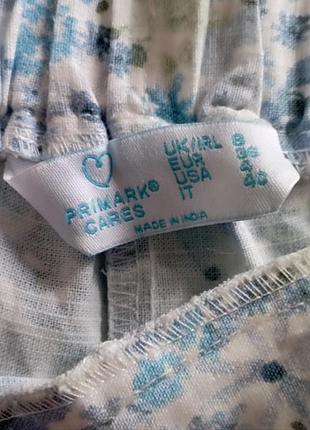 PRIMARK®
CARES
UK/IRL 8
EUR 36
USA 4
IT 40
MADE IN INDIA